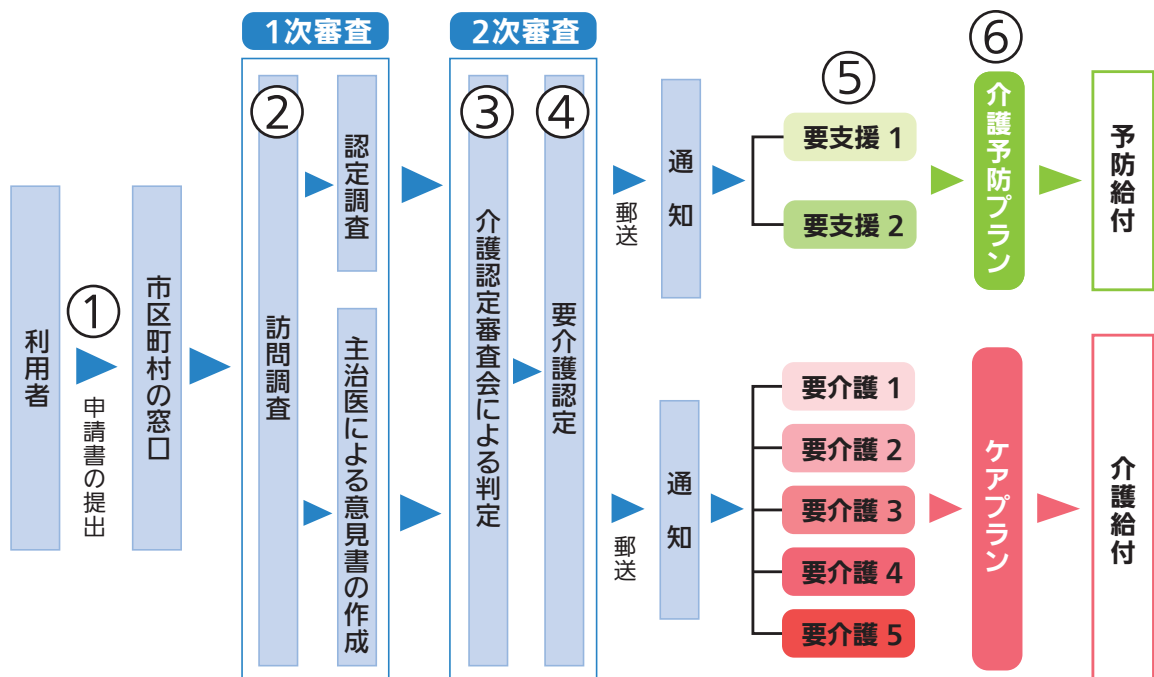 利用者
①
申請書の提出
市区町村の窓口
1次審査
②
訪問調査
認定調査
主治医による意見書の作成
2次審査
③
介護認定審査会による判定
④
要介護認定
郵送
通知
⑤
要支援 1
要支援 2
⑥
介護予防プラン
予防給付
郵送
通知
要介護 1
要介護 2
要介護 3
要介護 4
要介護 5
ケアプラン
介護給付